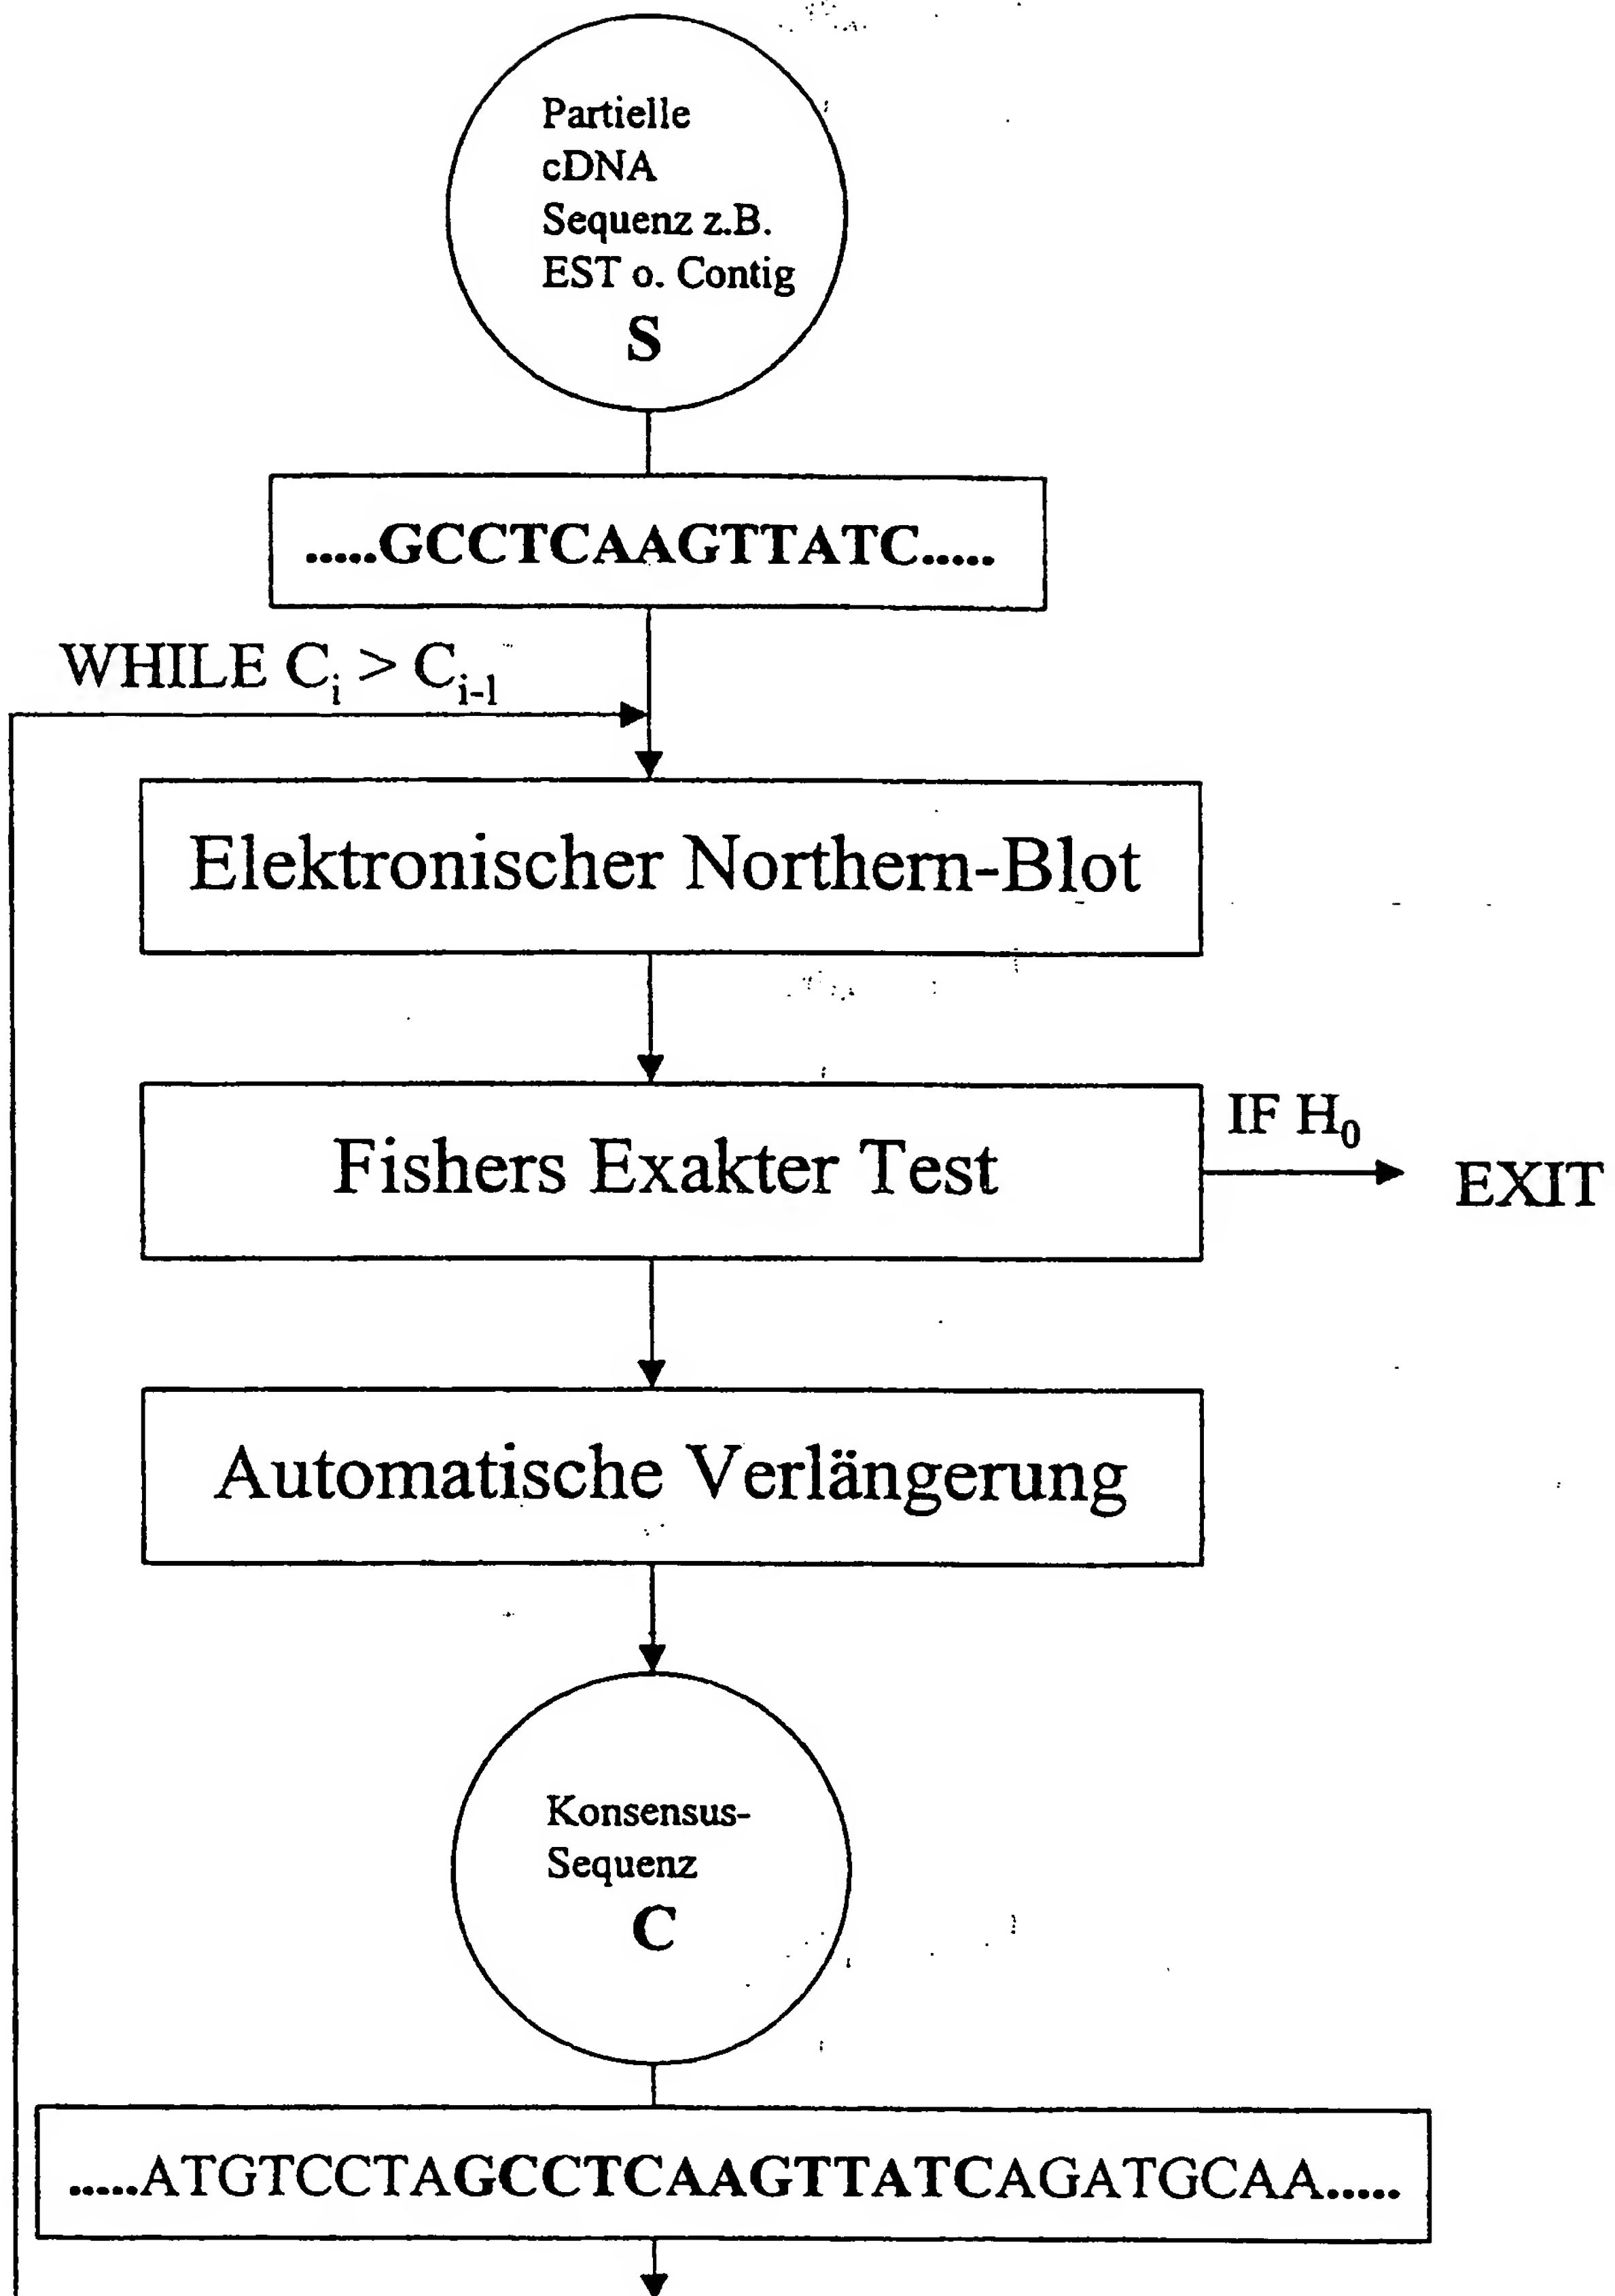 Partielle
cDNA
Sequenz z.B.
EST o. Contig
S
.....GCCTCAAGTTATC.....
WHILE Cᵢ > Cᵢ₋₁
Elektronischer Northern-Blot
Fishers Exakter Test
IF H₀
EXIT
Automatische Verlängerung
Konsensus-
Sequenz
C
.....ATGTCCTAGCCTCAAGTTATCAGATGCAA.....